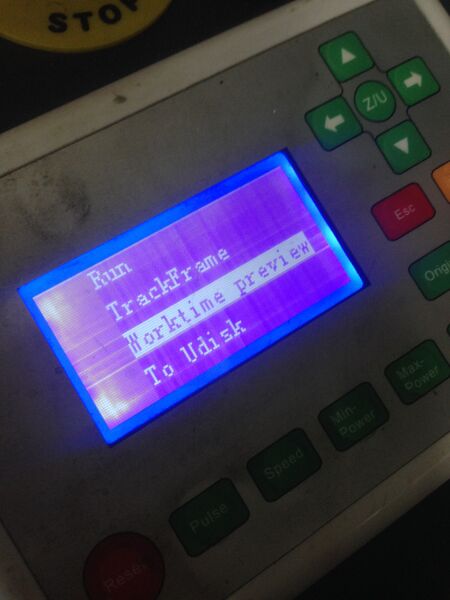 STOP
Z/U
Esc
Run
TrackFrame
Worktime preview
To Udisk
Max-
Power
Min-
Power
Speed
Pulse
Reset